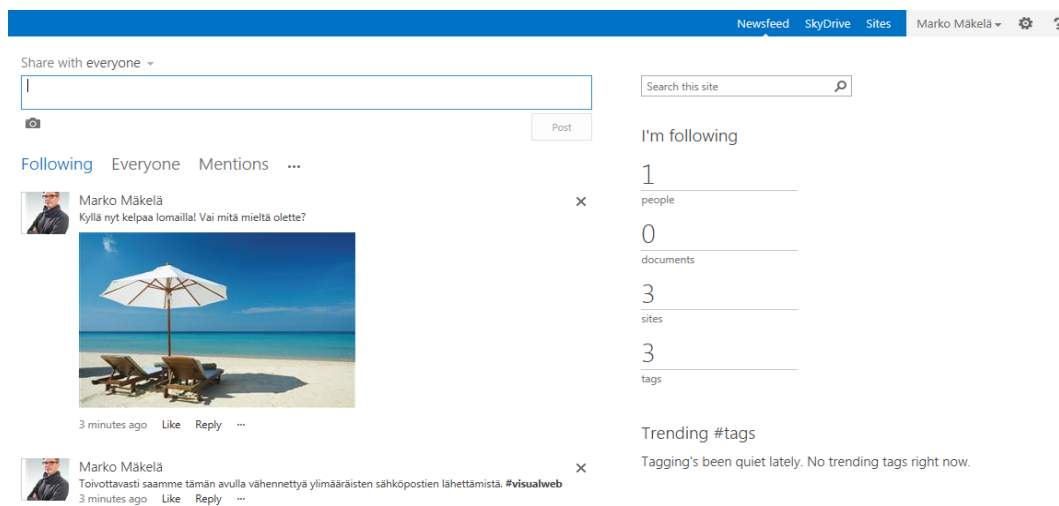 Newsfeed SkyDrive Sites Marko Mäkelä ?
Share with everyone
Search this site
Post
I'm following
Following Everyone Mentions ...
1
people
Marko Mäkelä
Kyllä nyt kelpaa lomailla! Vai mitä mieltä olette?
0
documents
3
sites
3
tags
3 minutes ago Like Reply ...
Trending #tags
Tagging's been quiet lately. No trending tags right now.
Marko Mäkelä
Toivottavasti saamme tämän avulla vähennettyä ylimääräisten sähköpostien lähettämistä. #visualweb
3 minutes ago Like Reply ...